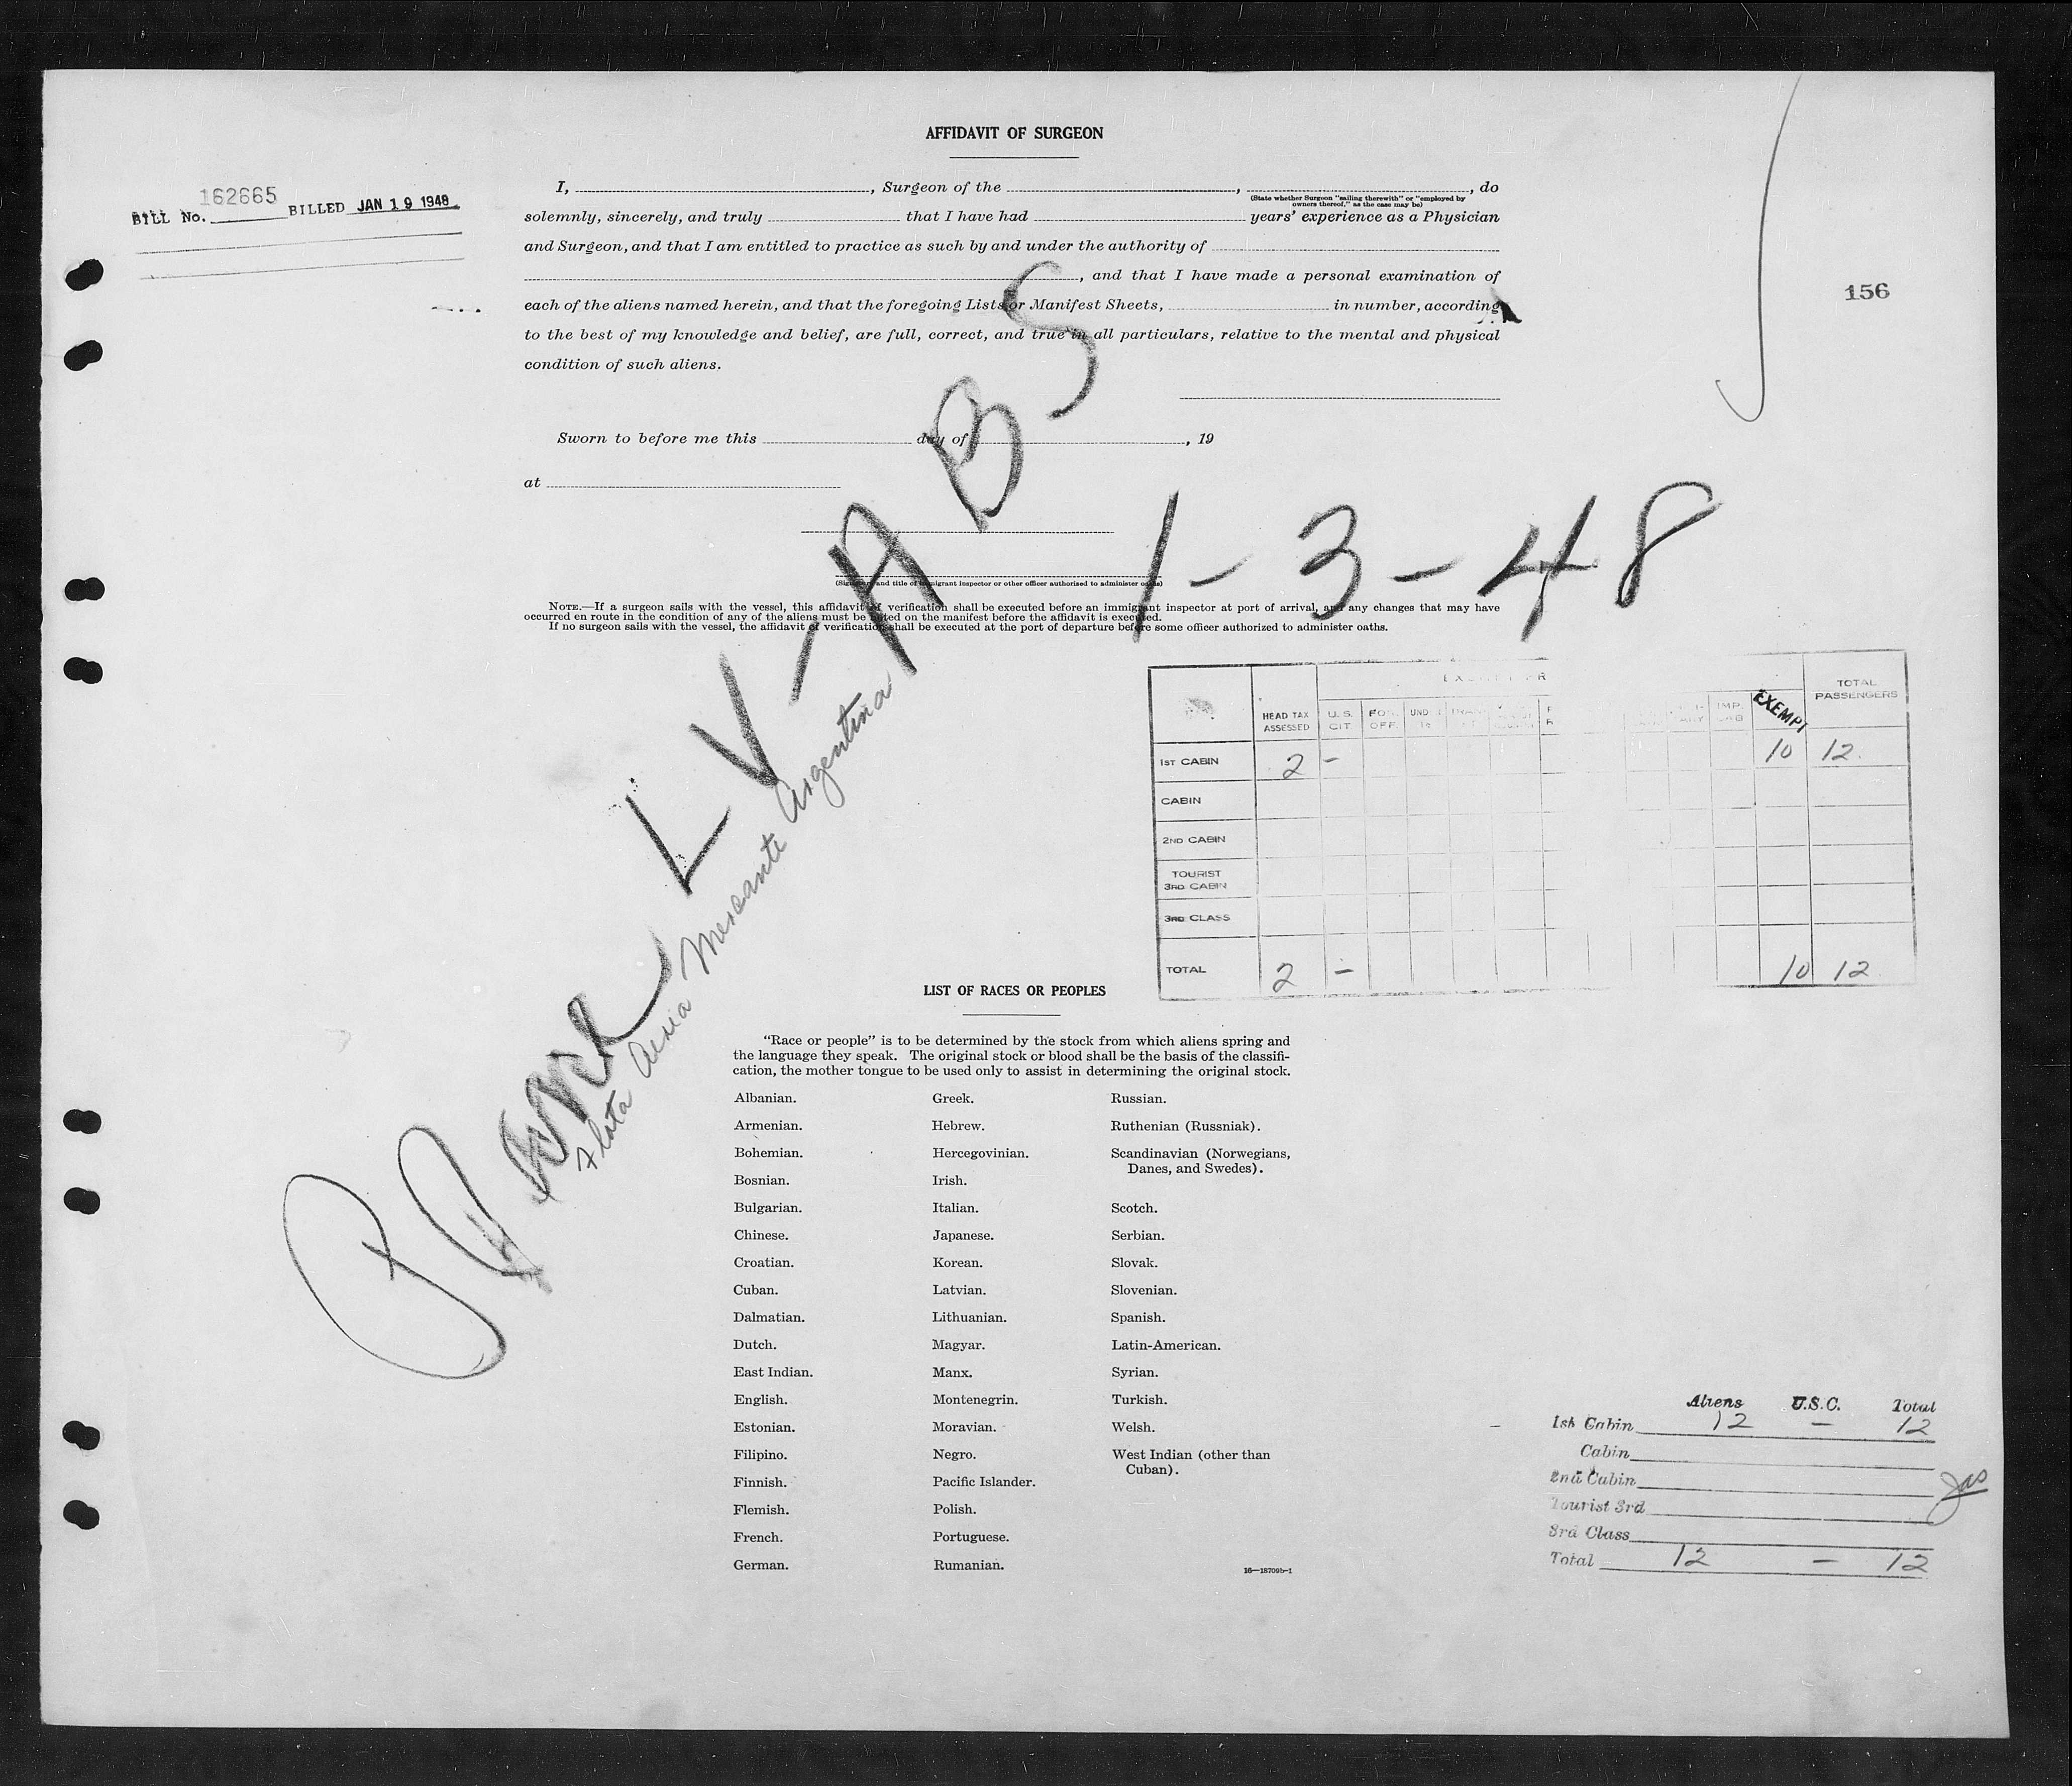 AFFIDAVIT OF SURGEON
162665
BILL No. BILLED JAN 19 1948
I, , Surgeon of the , , do
(State whether Surgeon "sailing therewith" or "employed by
owners thereof," as the case may be)
solemnly, sincerely, and truly that I have had years' experience as a Physician
and Surgeon, and that I am entitled to practice as such by and under the authority of
, and that I have made a personal examination of
156
each of the aliens named herein, and that the foregoing Lists or Manifest Sheets, in number, according
to the best of my knowledge and belief, are full, correct, and true in all particulars, relative to the mental and physical
condition of such aliens.
Sworn to before me this day of , 19
at
LV-ABS
1-3-48
(Signature and title of immigrant inspector or other officer authorized to administer oaths)
NOTE.—If a surgeon sails with the vessel, this affidavit of verification shall be executed before an immigrant inspector at port of arrival, and any changes that may have
occurred en route in the condition of any of the aliens must be noted on the manifest before the affidavit is executed.
If no surgeon sails with the vessel, the affidavit of verification shall be executed at the port of departure before some officer authorized to administer oaths.
Flota Aerea Mercante Argentina
HEAD TAX ASSESSED U.S. CIT. FOR. OFF. EXEMPT TOTAL PASSENGERS
1ST CABIN 2 - 10 12
CABIN
2ND CABIN
TOURIST
3RD CABIN
3RD CLASS
TOTAL 2 - 10 12
LIST OF RACES OR PEOPLES
"Race or people" is to be determined by the stock from which aliens spring and
the language they speak. The original stock or blood shall be the basis of the classifi-
cation, the mother tongue to be used only to assist in determining the original stock.
Albanian. Greek. Russian.
Armenian. Hebrew. Ruthenian (Russniak).
Bohemian. Hercegovinian. Scandinavian (Norwegians,
Danes, and Swedes).
Bosnian. Irish.
Bulgarian. Italian. Scotch.
Chinese. Japanese. Serbian.
Croatian. Korean. Slovak.
Cuban. Latvian. Slovenian.
Dalmatian. Lithuanian. Spanish.
Dutch. Magyar. Latin-American.
East Indian. Manx. Syrian.
English. Montenegrin. Turkish.
Estonian. Moravian. Welsh.
Filipino. Negro. West Indian (other than
Cuban).
Finnish. Pacific Islander.
Flemish. Polish.
French. Portuguese.
German. Rumanian.
16—18709b-1
Aliens U.S.C. Total
1st Cabin 12 - 12
Cabin
2nd Cabin
Tourist 3rd
3rd Class
Total 12 - 12